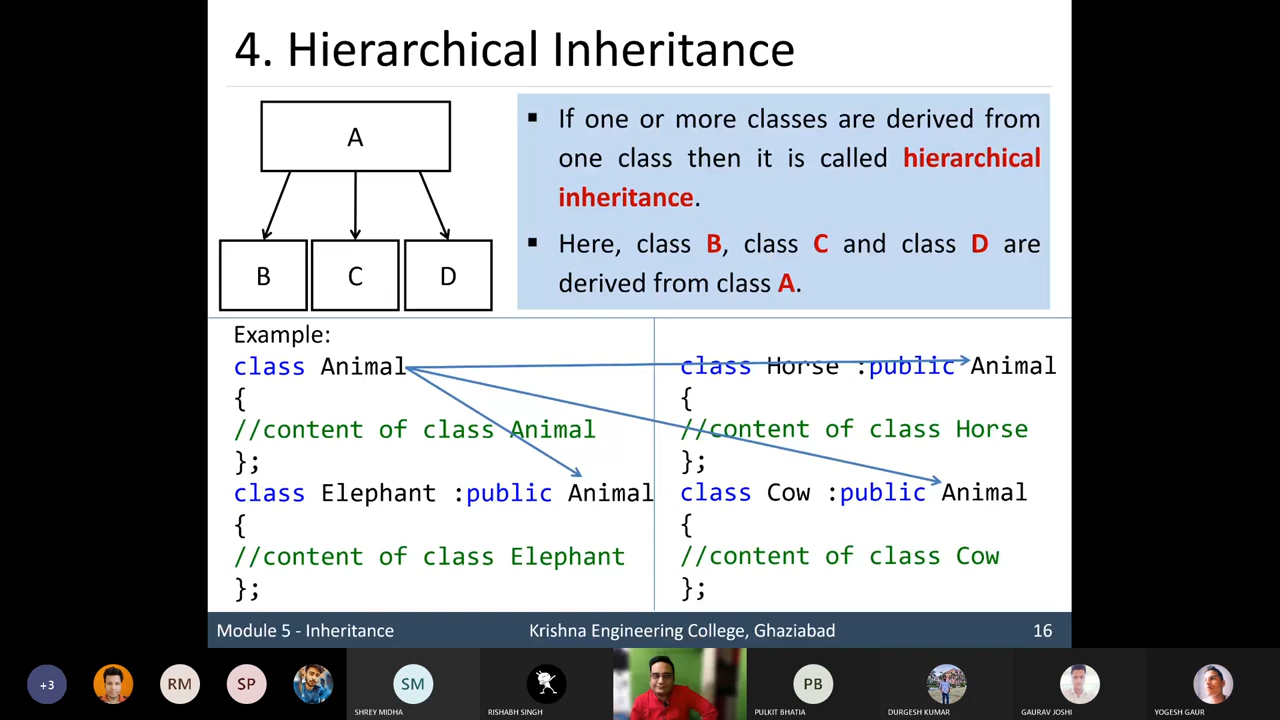 4. Hierarchical Inheritance
A
B
C
D
▪ If one or more classes are derived from
one class then it is called hierarchical
inheritance.
▪ Here, class B, class C and class D are
derived from class A.
Example:
class Animal
{
//content of class Animal
};
class Elephant :public Animal
{
//content of class Elephant
};
class Horse :public Animal
{
//content of class Horse
};
class Cow :public Animal
{
//content of class Cow
};
Module 5 - Inheritance
Krishna Engineering College, Ghaziabad
16
+3
RM
SP
SM
SHREY MIDHA
RISHABH SINGH
PB
PULKIT BHATIA
DURGESH KUMAR
GAURAV JOSHI
YOGESH GAUR